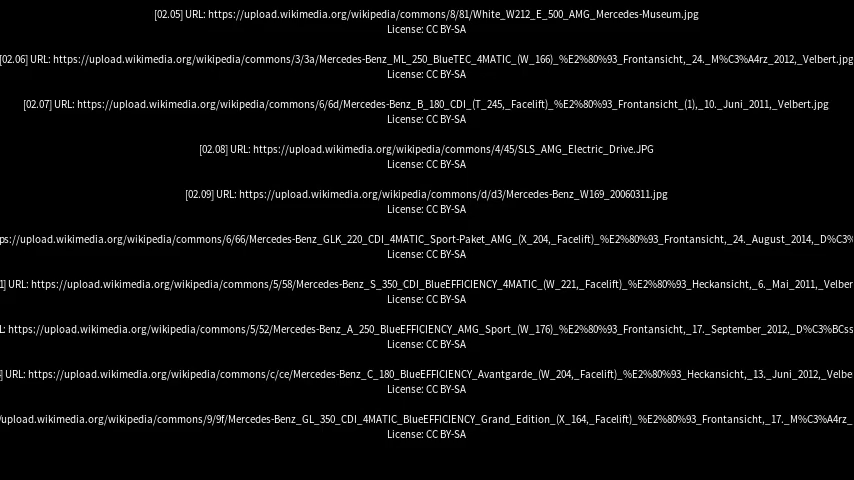 [02.05] URL: https://upload.wikimedia.org/wikipedia/commons/8/81/White_W212_E_500_AMG_Mercedes-Museum.jpg
License: CC BY-SA
[02.06] URL: https://upload.wikimedia.org/wikipedia/commons/3/3a/Mercedes-Benz_ML_250_BlueTEC_4MATIC_(W_166)_%E2%80%93_Frontansicht,_24._M%C3%A4rz_2012,_Velbert.jpg
License: CC BY-SA
[02.07] URL: https://upload.wikimedia.org/wikipedia/commons/6/6d/Mercedes-Benz_B_180_CDI_(T_245,_Facelift)_%E2%80%93_Frontansicht_(1),_10._Juni_2011,_Velbert.jpg
License: CC BY-SA
[02.08] URL: https://upload.wikimedia.org/wikipedia/commons/4/45/SLS_AMG_Electric_Drive.JPG
License: CC BY-SA
[02.09] URL: https://upload.wikimedia.org/wikipedia/commons/d/d3/Mercedes-Benz_W169_20060311.jpg
License: CC BY-SA
ps://upload.wikimedia.org/wikipedia/commons/6/66/Mercedes-Benz_GLK_220_CDI_4MATIC_Sport-Paket_AMG_(X_204,_Facelift)_%E2%80%93_Frontansicht,_24._August_2014,_D%C3%
License: CC BY-SA
1] URL: https://upload.wikimedia.org/wikipedia/commons/5/58/Mercedes-Benz_S_350_CDI_BlueEFFICIENCY_4MATIC_(W_221,_Facelift)_%E2%80%93_Heckansicht,_6._Mai_2011,_Velber
License: CC BY-SA
L: https://upload.wikimedia.org/wikipedia/commons/5/52/Mercedes-Benz_A_250_BlueEFFICIENCY_AMG_Sport_(W_176)_%E2%80%93_Frontansicht,_17._September_2012,_D%C3%BCss
License: CC BY-SA
] URL: https://upload.wikimedia.org/wikipedia/commons/c/ce/Mercedes-Benz_C_180_BlueEFFICIENCY_Avantgarde_(W_204,_Facelift)_%E2%80%93_Heckansicht,_13._Juni_2012,_Velbe
License: CC BY-SA
/upload.wikimedia.org/wikipedia/commons/9/9f/Mercedes-Benz_GL_350_CDI_4MATIC_BlueEFFICIENCY_Grand_Edition_(X_164,_Facelift)_%E2%80%93_Frontansicht,_17._M%C3%A4rz_
License: CC BY-SA